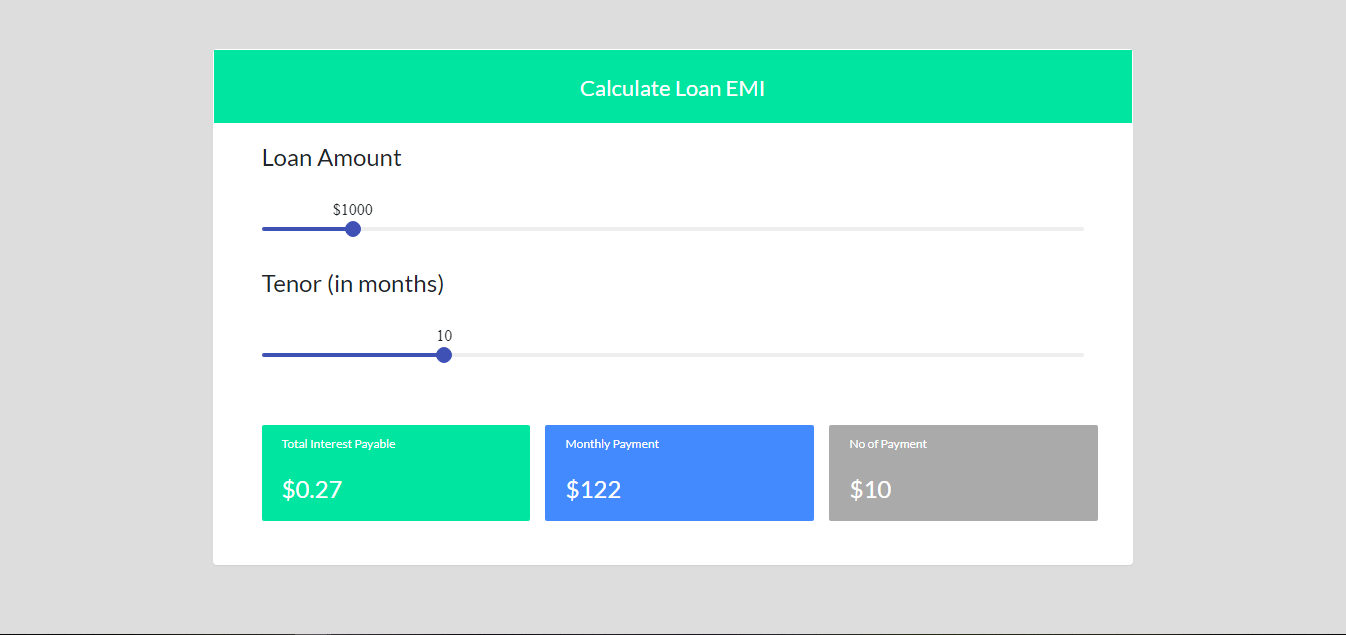 Calculate Loan EMI
Loan Amount
$1000
Tenor (in months)
10
Total Interest Payable
$0.27
Monthly Payment
$122
No of Payment
$10